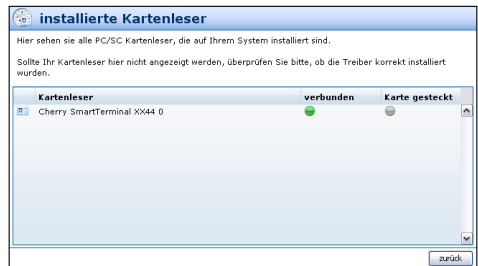 installierte Kartenleser
Hier sehen sie alle PC/SC Kartenleser, die auf Ihrem System installiert sind.
Sollte Ihr Kartenleser hier nicht angezeigt werden, überprüfen Sie bitte, ob die Treiber korrekt installiert
wurden.
Kartenleser verbunden Karte gesteckt
Cherry SmartTerminal XX44 0
zurück